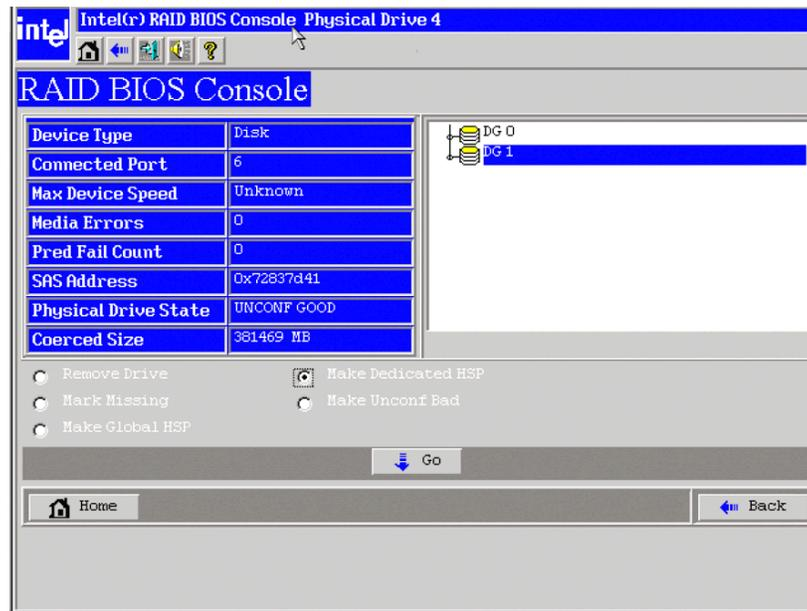 intel
Intel(r) RAID BIOS Console Physical Drive 4
RAID BIOS Console
Device Type Disk
Connected Port 6
Max Device Speed Unknown
Media Errors 0
Pred Fail Count 0
SAS Address 0x72837d41
Physical Drive State UNCONF GOOD
Coerced Size 381469 MB
DG 0
DG 1
Remove Drive Make Dedicated HSP
Mark Missing Make Unconf Bad
Make Global HSP
Go
Home Back